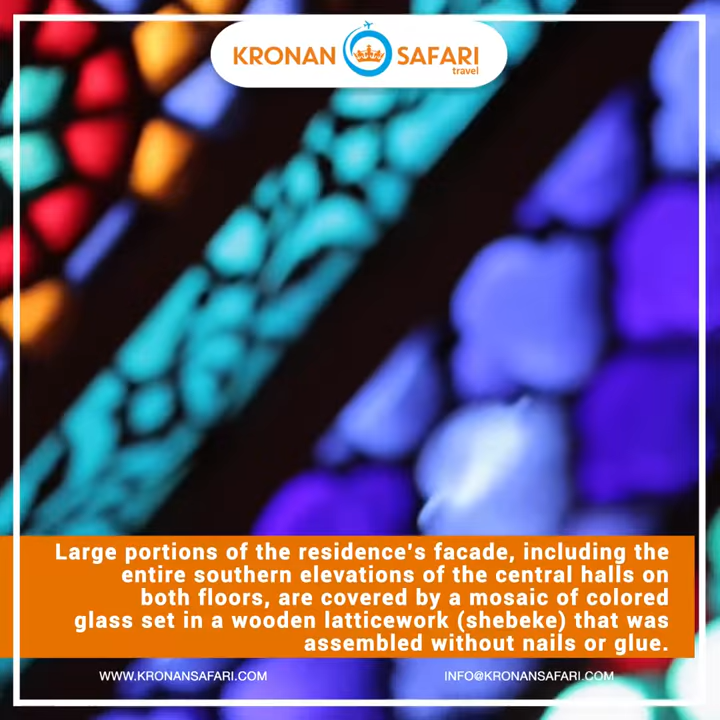 KRONAN SAFARI
travel
Large portions of the residence's facade, including the
entire southern elevations of the central halls on
both floors, are covered by a mosaic of colored
glass set in a wooden latticework (shebeke) that was
assembled without nails or glue.
WWW.KRONANSAFARI.COM INFO@KRONANSAFARI.COM